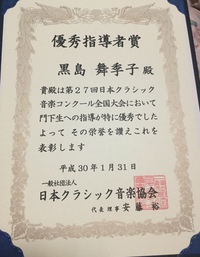 優秀指導者賞
黒島 舞季子 殿
貴殿は第27回日本クラシック
音楽コンクール全国大会において
門下生への指導が特に優秀でした
よって その栄誉を讃えこれを
表彰します
平成30年1月31日
一般社団法人
日本クラシック音楽協会
代表理事 安藤 裕